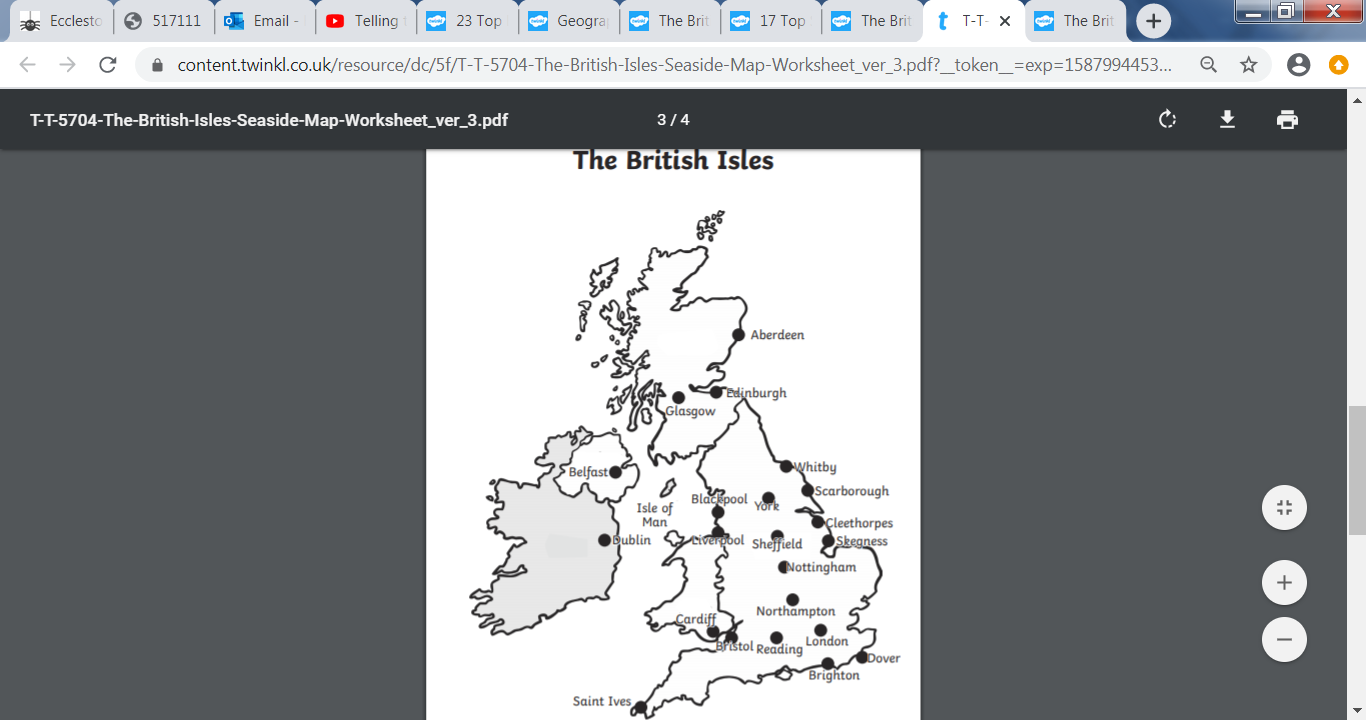 Ecclesto
517111
Email -
Telling
23 Top
Geogra
The Brit
17 Top
The Brit
T-T-
The Brit
content.twinkl.co.uk/resource/dc/5f/T-T-5704-The-British-Isles-Seaside-Map-Worksheet_ver_3.pdf?__token__=exp=1587994453...
T-T-5704-The-British-Isles-Seaside-Map-Worksheet_ver_3.pdf
3 / 4
The British Isles
Aberdeen
Edinburgh
Glasgow
Whitby
Belfast
Scarborough
Blackpool
York
Isle of
Man
Cleethorpes
Dublin
Liverpool
Sheffield
Skegness
Nottingham
Northampton
Cardiff
London
Bristol
Reading
Dover
Brighton
Saint Ives